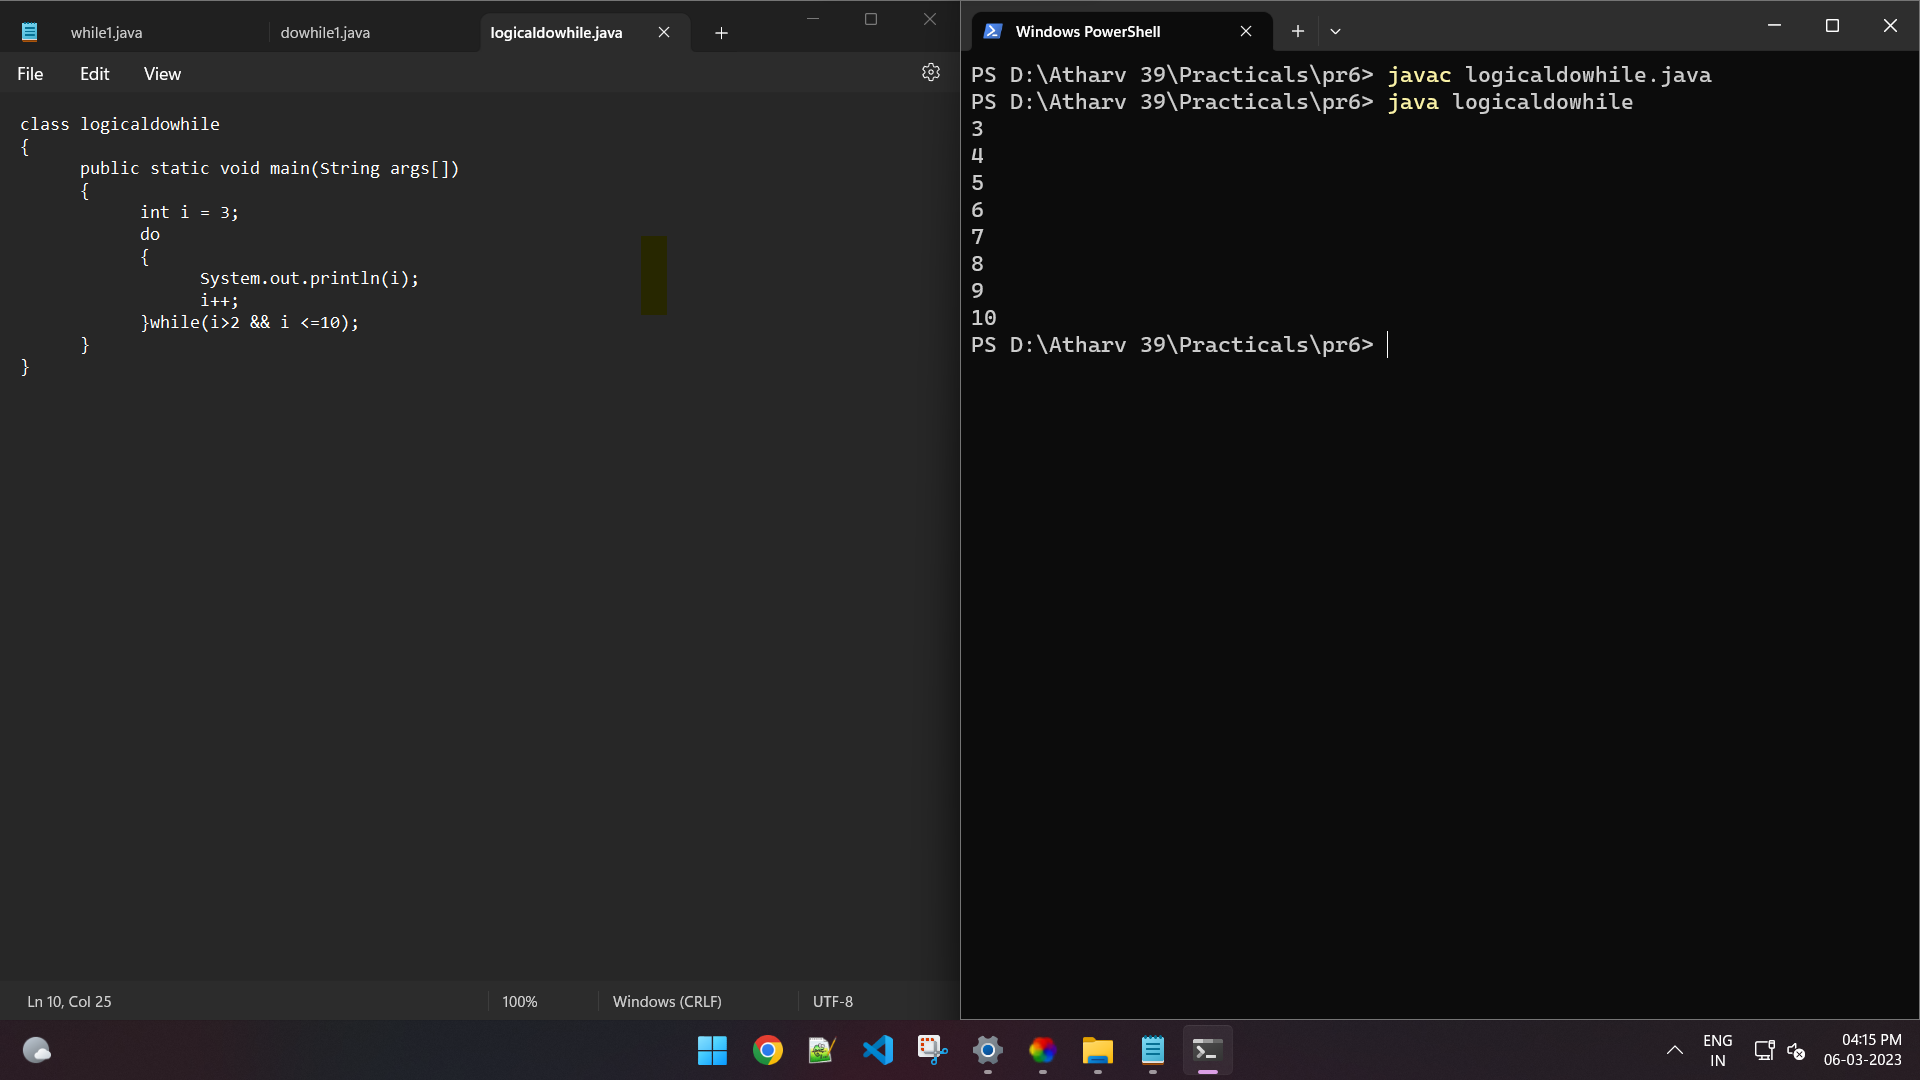 while1.java
dowhile1.java
logicaldowhile.java
File Edit View
class logicaldowhile
{
public static void main(String args[])
{
int i = 3;
do
{
System.out.println(i);
i++;
}while(i>2 && i <=10);
}
}
Ln 10, Col 25
100%
Windows (CRLF)
UTF-8
Windows PowerShell
PS D:\Atharv 39\Practicals\pr6> javac logicaldowhile.java
PS D:\Atharv 39\Practicals\pr6> java logicaldowhile
3
4
5
6
7
8
9
10
PS D:\Atharv 39\Practicals\pr6>
ENG
IN
04:15 PM
06-03-2023